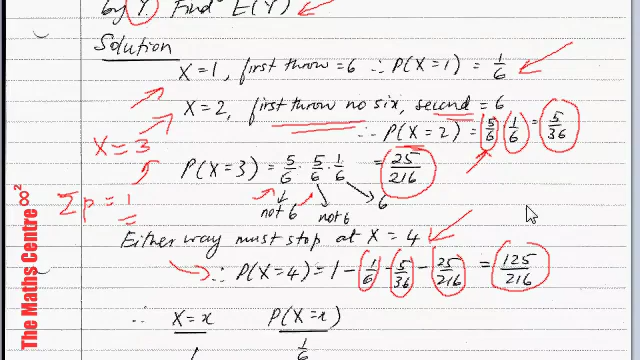 by Y. Find E(Y)
Solution
X=1, first throw = 6 ∴ P(X=1) = 1/6
X=2, first throw no six, second = 6
∴ P(X=2) = 5/6 1/6 = 5/36
X=3
P(X=3) = 5/6 · 5/6 · 1/6 = 25/216
Σp = 1
not 6 not 6 6
Either way must stop at X=4
∴ P(X=4) = 1 - 1/6 - 5/36 - 25/216 = 125/216
∴ X=x P(X=x)
1 1/6
The Maths Centre ∞²